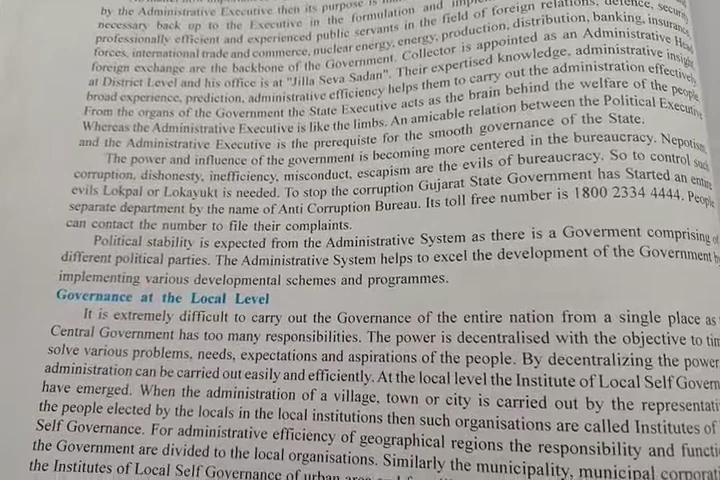 by the Administrative Executive then its purpose is
necessary back up to the Executive in the formulation and
professionally efficient and experienced public servants in the field of foreign relations, defence, security
forces, international trade and commerce, nuclear energy, energy, production, distribution, banking, insurance
foreign exchange are the backbone of the Government. Collector is appointed as an Administrative Head
at District Level and his office is at "Jilla Seva Sadan". Their expertised knowledge, administrative insight
broad experience, prediction, administrative efficiency helps them to carry out the administration effectively
From the organs of the Government the State Executive acts as the brain behind the welfare of the people
Whereas the Administrative Executive is like the limbs. An amicable relation between the Political Executive
and the Administrative Executive is the prerequiste for the smooth governance of the State.
The power and influence of the government is becoming more centered in the bureaucracy. Nepotism,
corruption, dishonesty, inefficiency, misconduct, escapism are the evils of bureaucracy. So to control such
evils Lokpal or Lokayukt is needed. To stop the corruption Gujarat State Government has Started an entire
separate department by the name of Anti Corruption Bureau. Its toll free number is 1800 2334 4444. People
can contact the number to file their complaints.
Political stability is expected from the Administrative System as there is a Goverment comprising of
different political parties. The Administrative System helps to excel the development of the Government b
implementing various developmental schemes and programmes.
Governance at the Local Level
It is extremely difficult to carry out the Governance of the entire nation from a single place as
Central Government has too many responsibilities. The power is decentralised with the objective to tim
solve various problems, needs, expectations and aspirations of the people. By decentralizing the power
administration can be carried out easily and efficiently. At the local level the Institute of Local Self Govern
have emerged. When the administration of a village, town or city is carried out by the representati
the people elected by the locals in the local institutions then such organisations are called Institutes of
Self Governance. For administrative efficiency of geographical regions the responsibility and functi
the Government are divided to the local organisations. Similarly the municipality, municipal corporati
the Institutes of Local Self Governance of urban area and